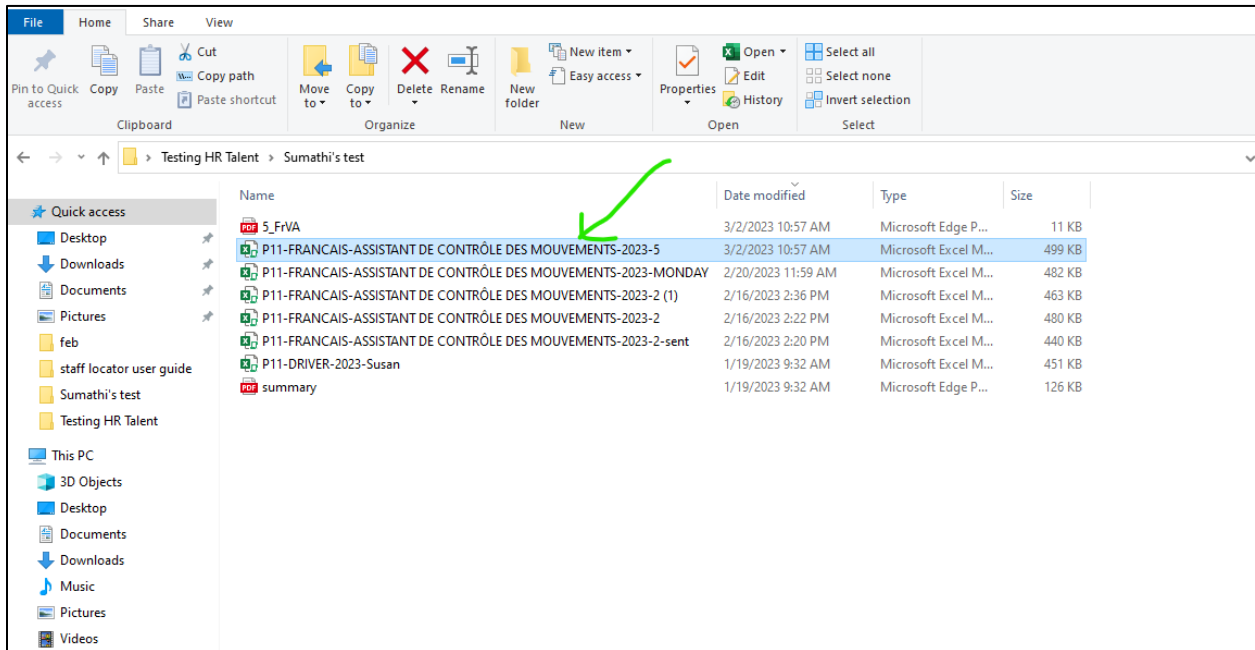 File Home Share View
Pin to Quick access
Copy
Paste
Cut
Copy path
Paste shortcut
Clipboard
Move to
Copy to
Delete
Rename
Organize
New folder
New item
Easy access
New
Properties
Open
Edit
History
Open
Select all
Select none
Invert selection
Select
Testing HR Talent > Sumathi's test
Name Date modified Type Size
PDF 5_FrVA 3/2/2023 10:57 AM Microsoft Edge P... 11 KB
P11-FRANCAIS-ASSISTANT DE CONTRÔLE DES MOUVEMENTS-2023-5 3/2/2023 10:57 AM Microsoft Excel M... 499 KB
P11-FRANCAIS-ASSISTANT DE CONTRÔLE DES MOUVEMENTS-2023-MONDAY 2/20/2023 11:59 AM Microsoft Excel M... 482 KB
P11-FRANCAIS-ASSISTANT DE CONTRÔLE DES MOUVEMENTS-2023-2 (1) 2/16/2023 2:36 PM Microsoft Excel M... 463 KB
P11-FRANCAIS-ASSISTANT DE CONTRÔLE DES MOUVEMENTS-2023-2 2/16/2023 2:22 PM Microsoft Excel M... 480 KB
P11-FRANCAIS-ASSISTANT DE CONTRÔLE DES MOUVEMENTS-2023-2-sent 2/16/2023 2:20 PM Microsoft Excel M... 440 KB
P11-DRIVER-2023-Susan 1/19/2023 9:32 AM Microsoft Excel M... 451 KB
PDF summary 1/19/2023 9:32 AM Microsoft Edge P... 126 KB
Quick access
Desktop
Downloads
Documents
Pictures
feb
staff locator user guide
Sumathi's test
Testing HR Talent
This PC
3D Objects
Desktop
Documents
Downloads
Music
Pictures
Videos